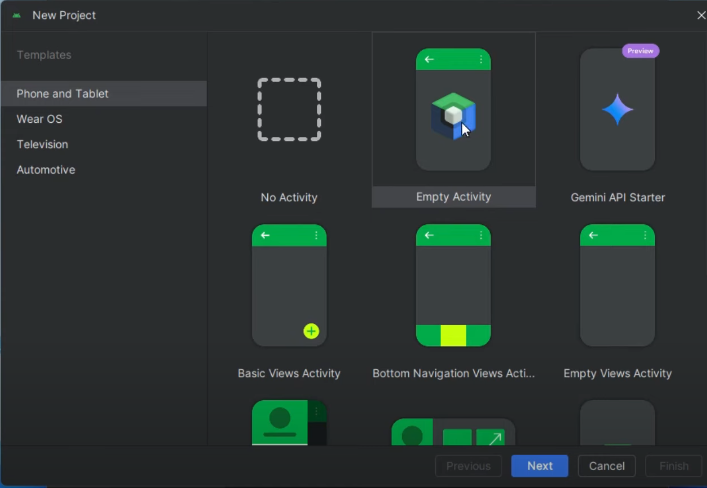 New Project
Templates
Phone and Tablet
Wear OS
Television
Automotive
Preview
No Activity
Empty Activity
Gemini API Starter
Basic Views Activity
Bottom Navigation Views Acti...
Empty Views Activity
Previous
Next
Cancel
Finish